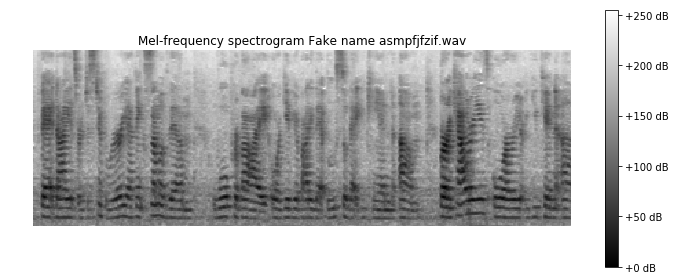 Mel-frequency spectrogram Fake name asmpfjfzif.wav
+250 dB
+200 dB
+150 dB
+100 dB
+50 dB
+0 dB